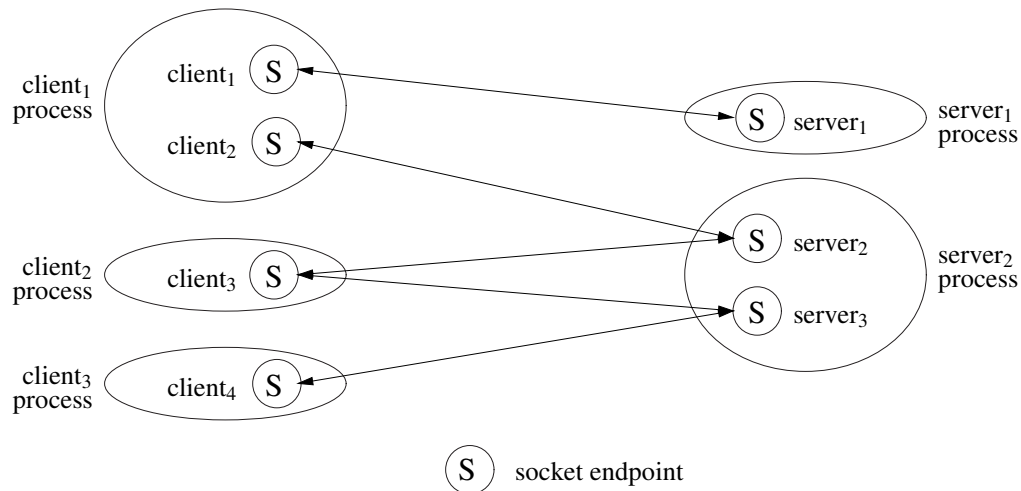 client₁
process
client₁ S
client₂ S
S server₁
server₁
process
client₂
process
client₃ S
S server₂
S server₃
server₂
process
client₃
process
client₄ S
S socket endpoint